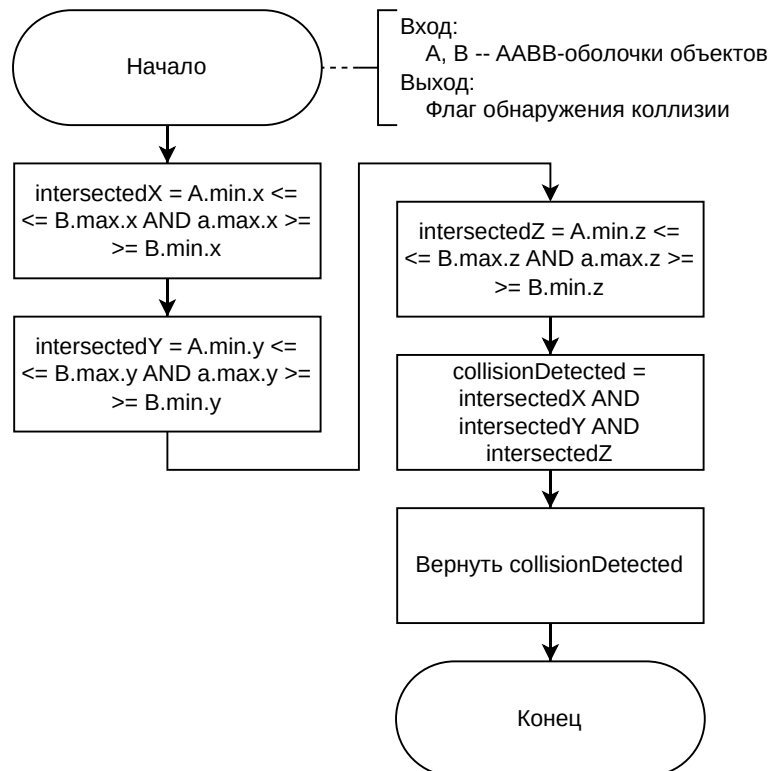 Начало
Вход:
A, B -- AABB-оболочки объектов
Выход:
Флаг обнаружения коллизии
intersectedX = A.min.x <=
<= B.max.x AND a.max.x >=
>= B.min.x
intersectedY = A.min.y <=
<= B.max.y AND a.max.y >=
>= B.min.y
intersectedZ = A.min.z <=
<= B.max.z AND a.max.z >=
>= B.min.z
collisionDetected =
intersectedX AND
intersectedY AND
intersectedZ
Вернуть collisionDetected
Конец